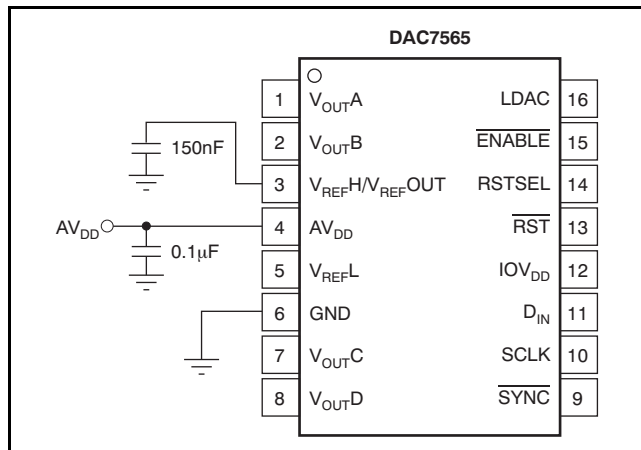 DAC7565
1 VOUTA
2 VOUTB
3 VREFH/VREFOUT
4 AVDD
5 VREFL
6 GND
7 VOUTC
8 VOUTD
LDAC 16
ENABLE 15
RSTSEL 14
RST 13
IOVDD 12
DIN 11
SCLK 10
SYNC 9
150nF
AVDD
0.1μF